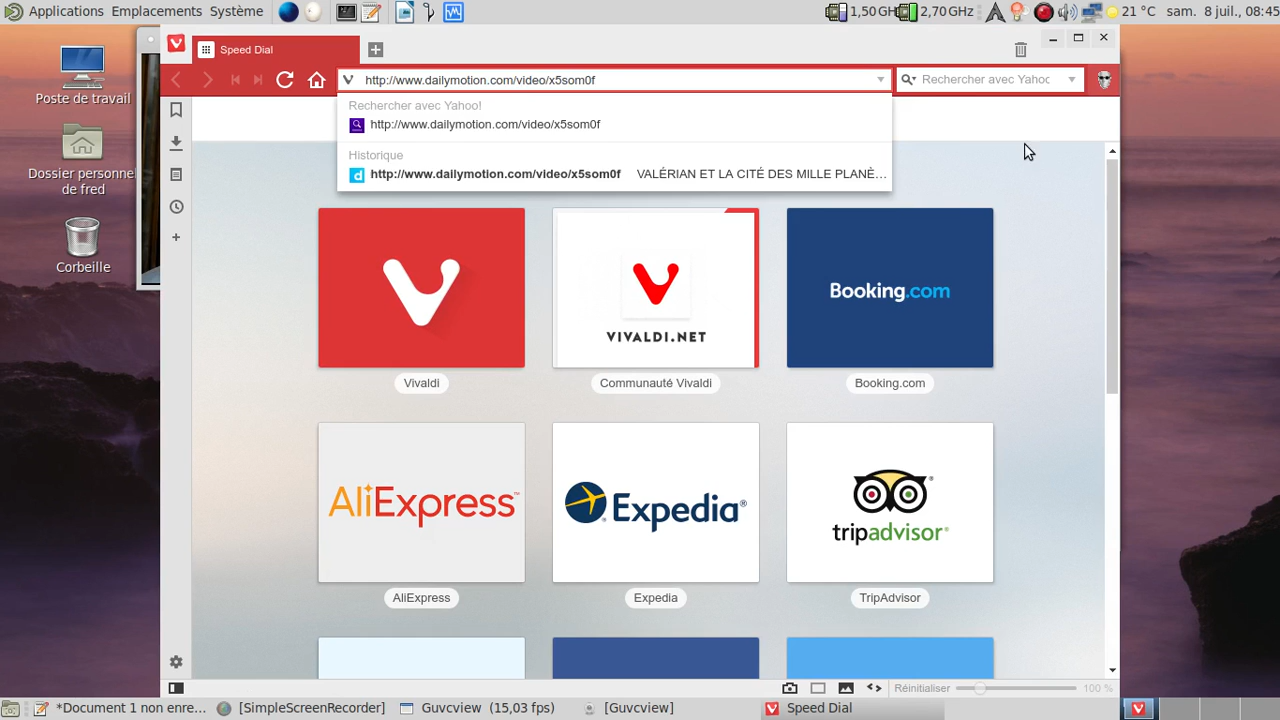 Applications Emplacements Système 1,50 GH 2,70 GHz 21 °C sam. 8 juil., 08:45
Speed Dial
http://www.dailymotion.com/video/x5som0f
Rechercher avec Yahoo
Rechercher avec Yahoo!
http://www.dailymotion.com/video/x5som0f
Historique
http://www.dailymotion.com/video/x5som0f VALÉRIAN ET LA CITÉ DES MILLE PLANÈ...
Poste de travail
Dossier personne
de fred
Corbeille
VIVALDI.NET
Booking.com
Vivaldi
Communauté Vivaldi
Booking.com
AliExpress™
Expedia®
tripadvisor®
AliExpress
Expedia
TripAdvisor
Réinitialiser 100 %
*Document 1 non enre...
[SimpleScreenRecorder]
Guvcview (15,03 fps)
[Guvcview]
Speed Dial